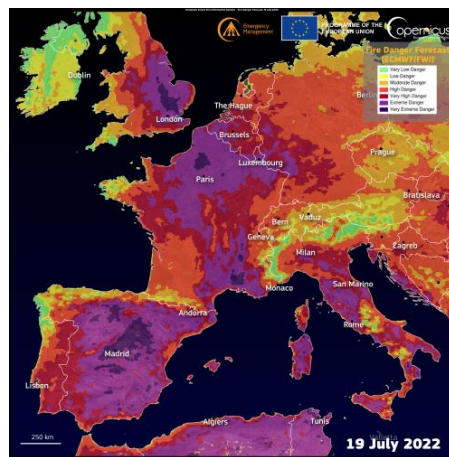 Emergency
Management
PROGRAMME OF THE
EUROPEAN UNION
opernicus
Fire Danger Forecast
(ECMWF/FWI)
Very Low Danger
Low Danger
Moderate Danger
High Danger
Very High Danger
Extreme Danger
Very Extreme Danger
Dublin
London
The Hague
Berlin
Brussels
Luxembourg
Prague
Paris
Bratislava
Bern
Vaduz
Geneva
Zagreb
Milan
Monaco
San Marino
Andorra
Rome
Madrid
Lisbon
Algiers
Tunis
250 km
19 July 2022